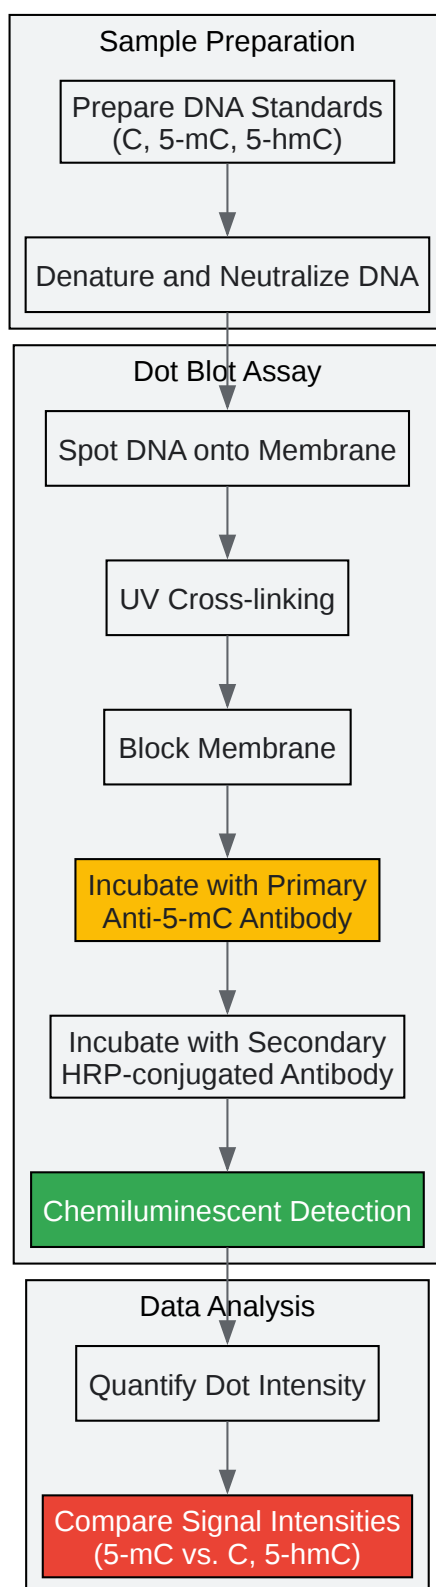 Sample Preparation
Prepare DNA Standards
(C, 5-mC, 5-hmC)
Denature and Neutralize DNA
Dot Blot Assay
Spot DNA onto Membrane
UV Cross-linking
Block Membrane
Incubate with Primary
Anti-5-mC Antibody
Incubate with Secondary
HRP-conjugated Antibody
Chemiluminescent Detection
Data Analysis
Quantify Dot Intensity
Compare Signal Intensities
(5-mC vs. C, 5-hmC)